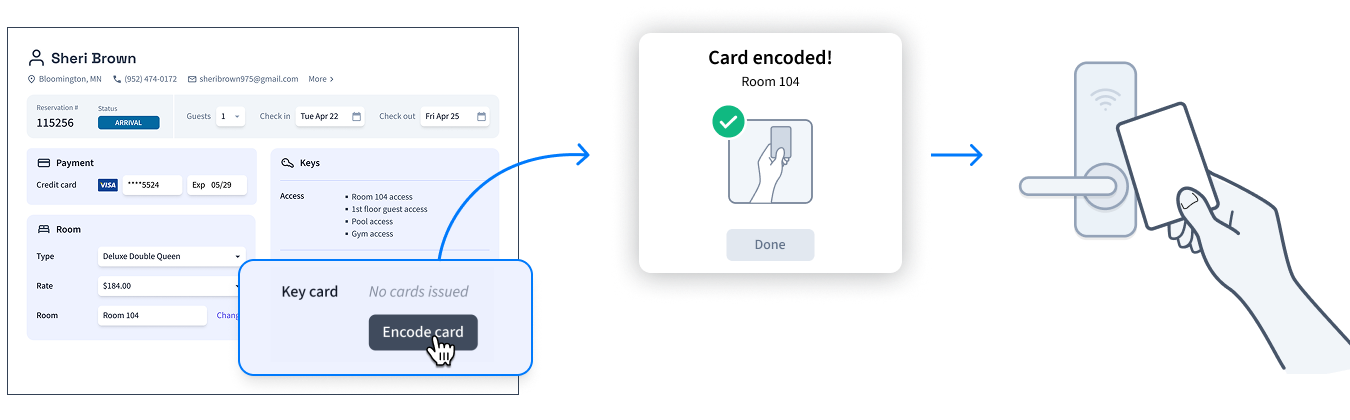 Sheri Brown
Bloomington, MN (952) 474-0172 sheribrown975@gmail.com More
Reservation # Status
115256 ARRIVAL
Guests 1 Check in Tue Apr 22 Check out Fri Apr 25
Payment
Credit card VISA ****5524 Exp 05/29
Room
Type Deluxe Double Queen
Rate $184.00
Room Room 104
Keys
Access
Room 104 access
1st floor guest access
Pool access
Gym access
Key card No cards issued
Encode card
Card encoded!
Room 104
Done